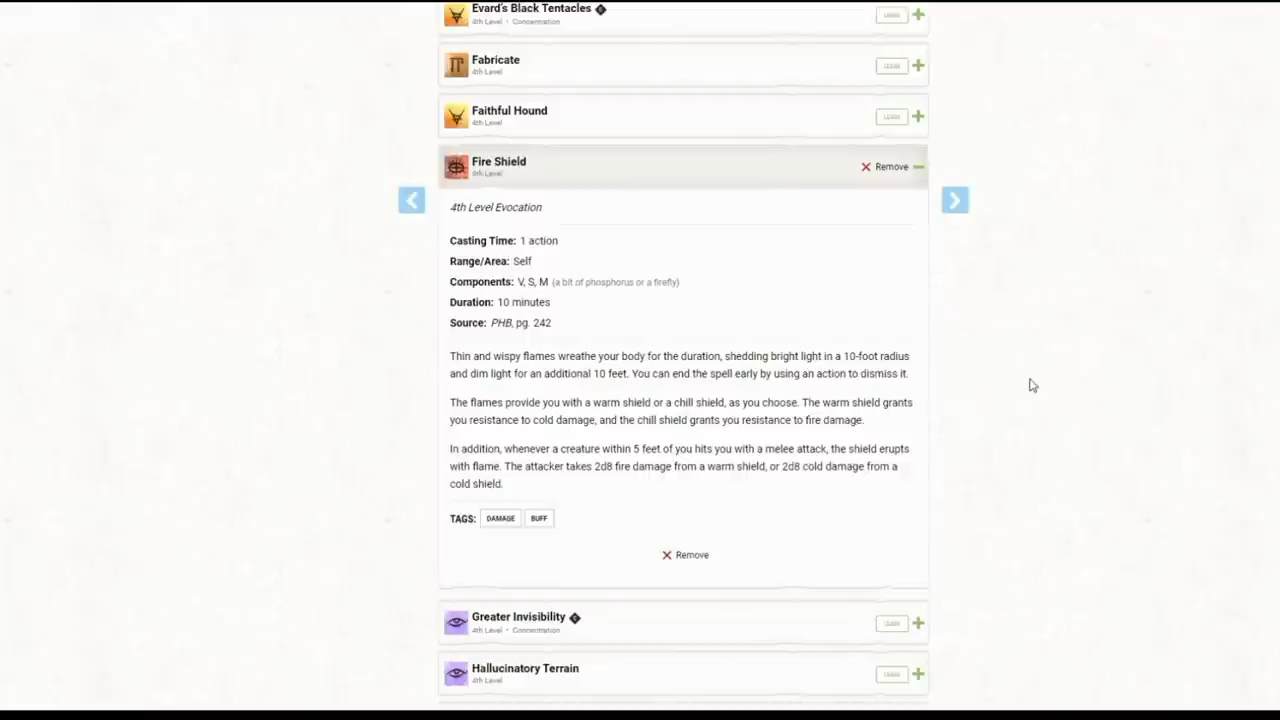 Evard's Black Tentacles
4th Level • Concentration
LEARN
Fabricate
4th Level
LEARN
Faithful Hound
4th Level
LEARN
Fire Shield
4th Level
Remove
4th Level Evocation
Casting Time: 1 action
Range/Area: Self
Components: V, S, M (a bit of phosphorus or a firefly)
Duration: 10 minutes
Source: PHB, pg. 242
Thin and wispy flames wreathe your body for the duration, shedding bright light in a 10-foot radius
and dim light for an additional 10 feet. You can end the spell early by using an action to dismiss it.
The flames provide you with a warm shield or a chill shield, as you choose. The warm shield grants
you resistance to cold damage, and the chill shield grants you resistance to fire damage.
In addition, whenever a creature within 5 feet of you hits you with a melee attack, the shield erupts
with flame. The attacker takes 2d8 fire damage from a warm shield, or 2d8 cold damage from a
cold shield.
TAGS: DAMAGE BUFF
Remove
Greater Invisibility
4th Level • Concentration
LEARN
Hallucinatory Terrain
4th Level
LEARN